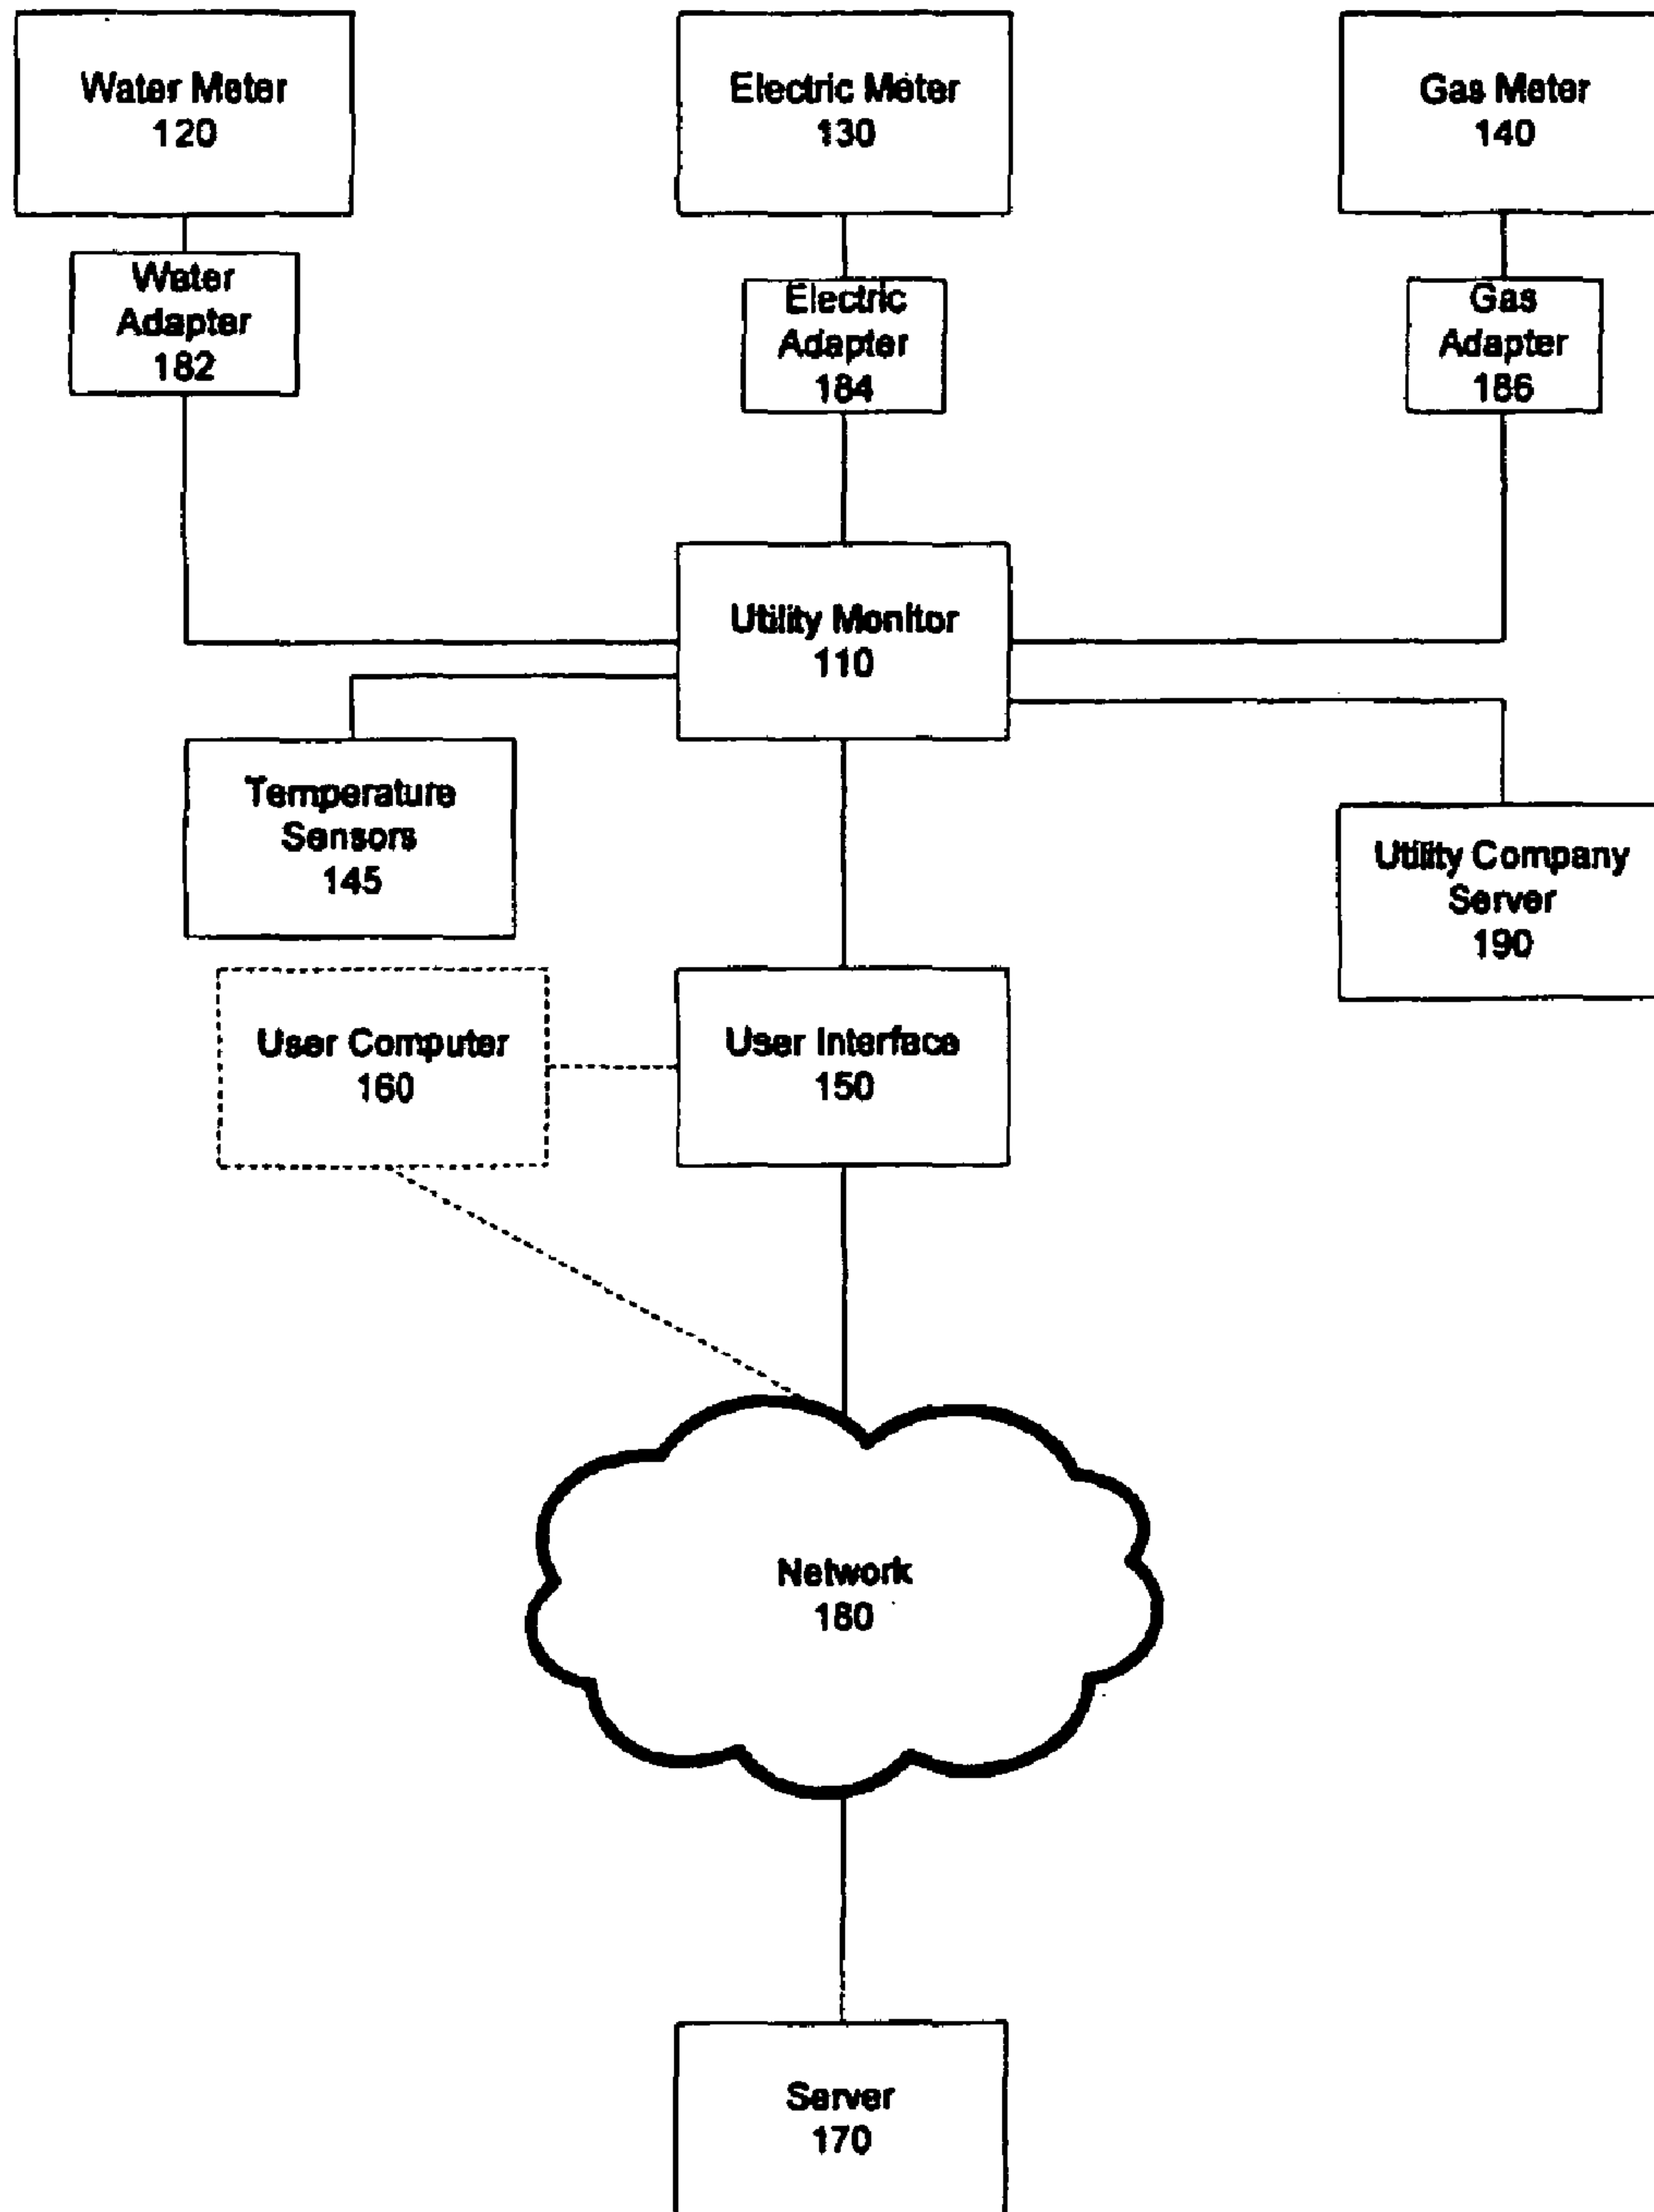 Water Meter
120
Electric Meter
130
Gas Meter
140
Water
Adapter
182
Electric
Adapter
184
Gas
Adapter
186
Utility Monitor
110
Temperature
Sensors
145
Utility Company
Server
190
User Computer
160
User Interface
150
Network
180
Server
170